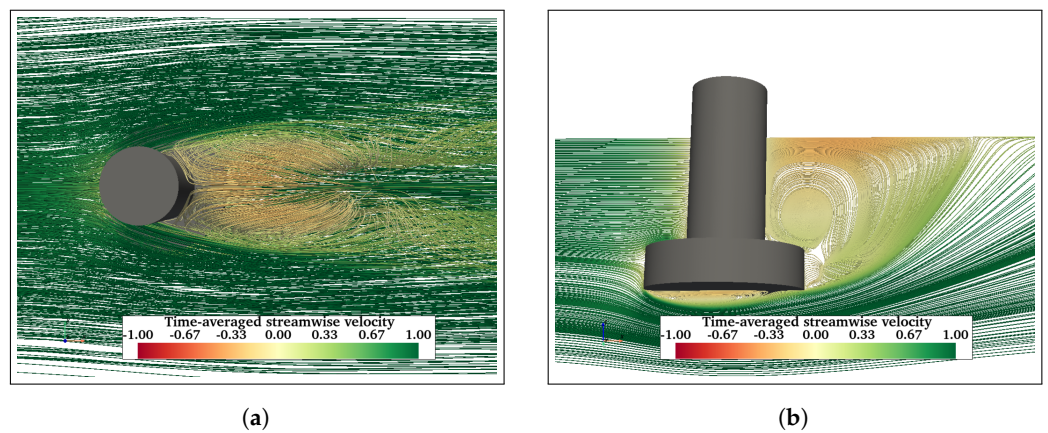 Time-averaged streamwise velocity
-1.00 -0.67 -0.33 0.00 0.33 0.67 1.00
Time-averaged streamwise velocity
-1.00 -0.67 -0.33 0.00 0.33 0.67 1.00
(a)
(b)